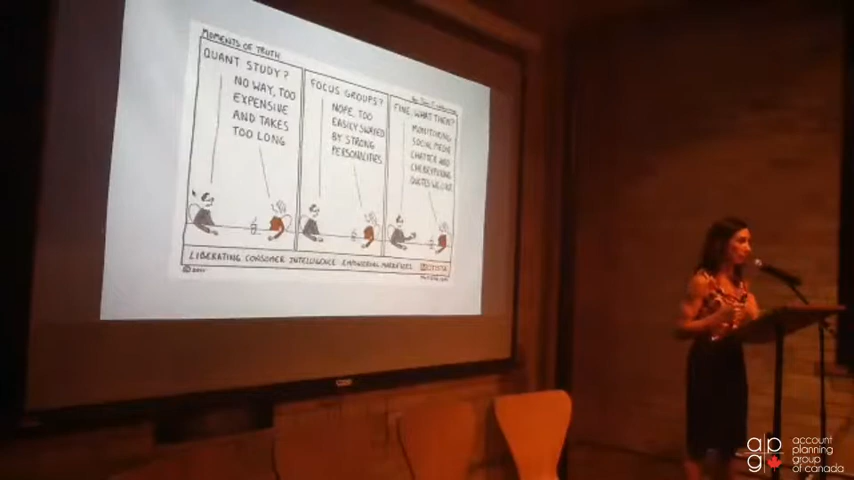 MOMENTS OF TRUTH
QUANT STUDY?
NO WAY, TOO
EXPENSIVE
AND TAKES
TOO LONG
FOCUS GROUPS?
NOPE, TOO
EASILY SWAYED
BY STRONG
PERSONALITIES
FINE, WHAT THEN?
MONITORING
SOCIAL MEDIA
CHATTER AND
CHERRYPICKING
QUOTES WE LIKE
LIBERATING CONSUMER INTELLIGENCE EMPOWERING MARKETERS
apg
account
planning
group
of canada